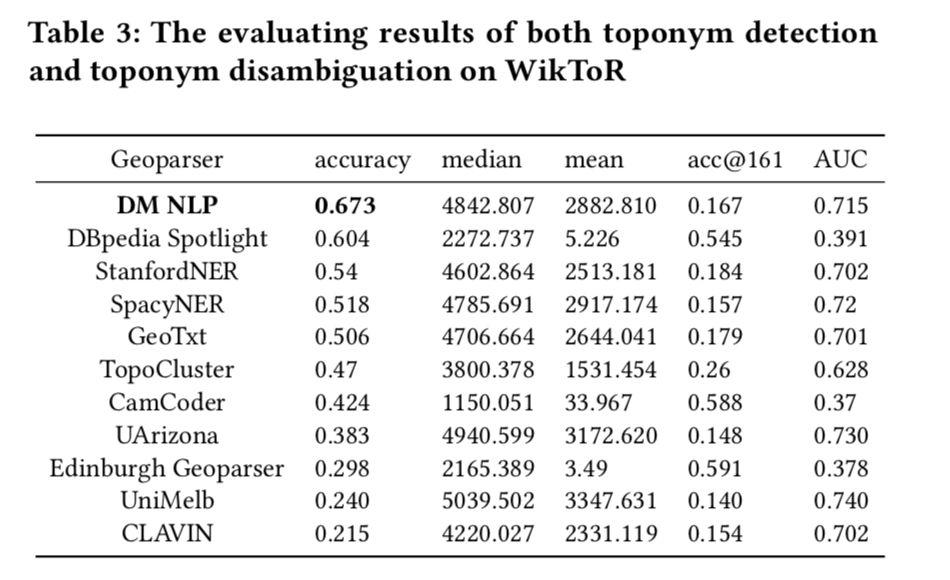 Table 3: The evaluating results of both toponym detection
and toponym disambiguation on WikToR
Geoparser accuracy median mean acc@161 AUC
DM NLP 0.673 4842.807 2882.810 0.167 0.715
DBpedia Spotlight 0.604 2272.737 5.226 0.545 0.391
StanfordNER 0.54 4602.864 2513.181 0.184 0.702
SpacyNER 0.518 4785.691 2917.174 0.157 0.72
GeoTxt 0.506 4706.664 2644.041 0.179 0.701
TopoCluster 0.47 3800.378 1531.454 0.26 0.628
CamCoder 0.424 1150.051 33.967 0.588 0.37
UArizona 0.383 4940.599 3172.620 0.148 0.730
Edinburgh Geoparser 0.298 2165.389 3.49 0.591 0.378
UniMelb 0.240 5039.502 3347.631 0.140 0.740
CLAVIN 0.215 4220.027 2331.119 0.154 0.702